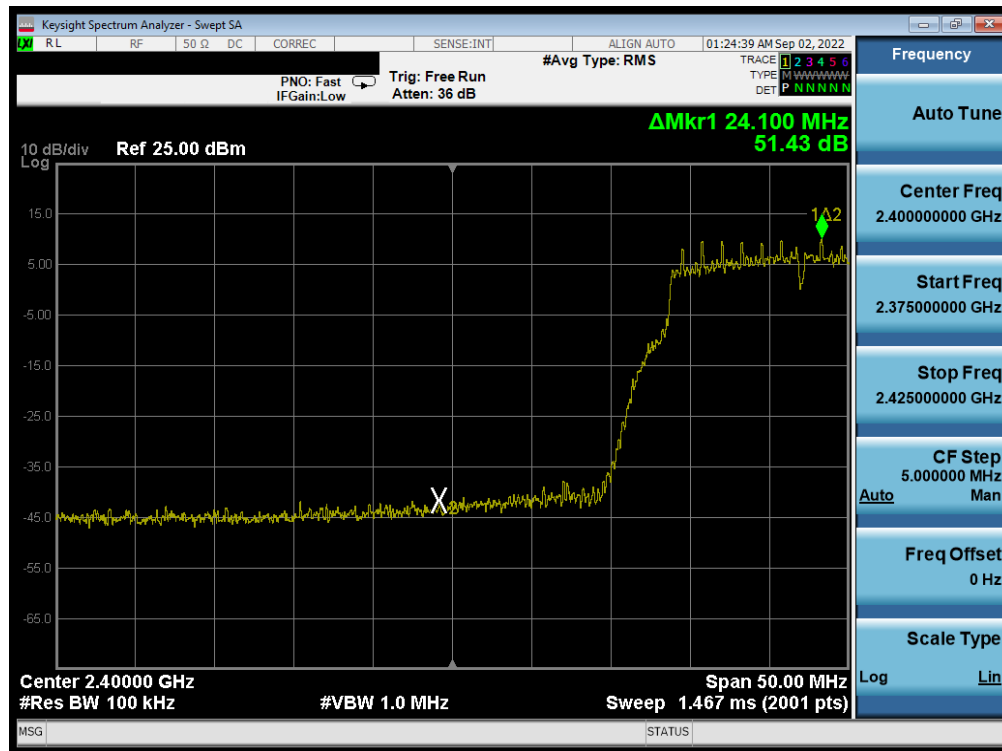 Keysight Spectrum Analyzer - Swept SA
LXI RL RF 50 Ω DC CORREC SENSE:INT ALIGN AUTO 01:24:39 AM Sep 02, 2022
#Avg Type: RMS TRACE 1 2 3 4 5 6
PNO: Fast Trig: Free Run TYPE M WWWWW
IFGain:Low Atten: 36 dB DET P N N N N N
ΔMkr1 24.100 MHz
51.43 dB
10 dB/div Ref 25.00 dBm
Log
15.0
5.00
-5.00
-15.0
-25.0
-35.0
-45.0
-55.0
-65.0
1Δ2
X2
Center 2.40000 GHz Span 50.00 MHz
#Res BW 100 kHz #VBW 1.0 MHz Sweep 1.467 ms (2001 pts)
MSG STATUS
Frequency
Auto Tune
Center Freq
2.400000000 GHz
Start Freq
2.375000000 GHz
Stop Freq
2.425000000 GHz
CF Step
5.000000 MHz
Auto Man
Freq Offset
0 Hz
Scale Type
Log Lin